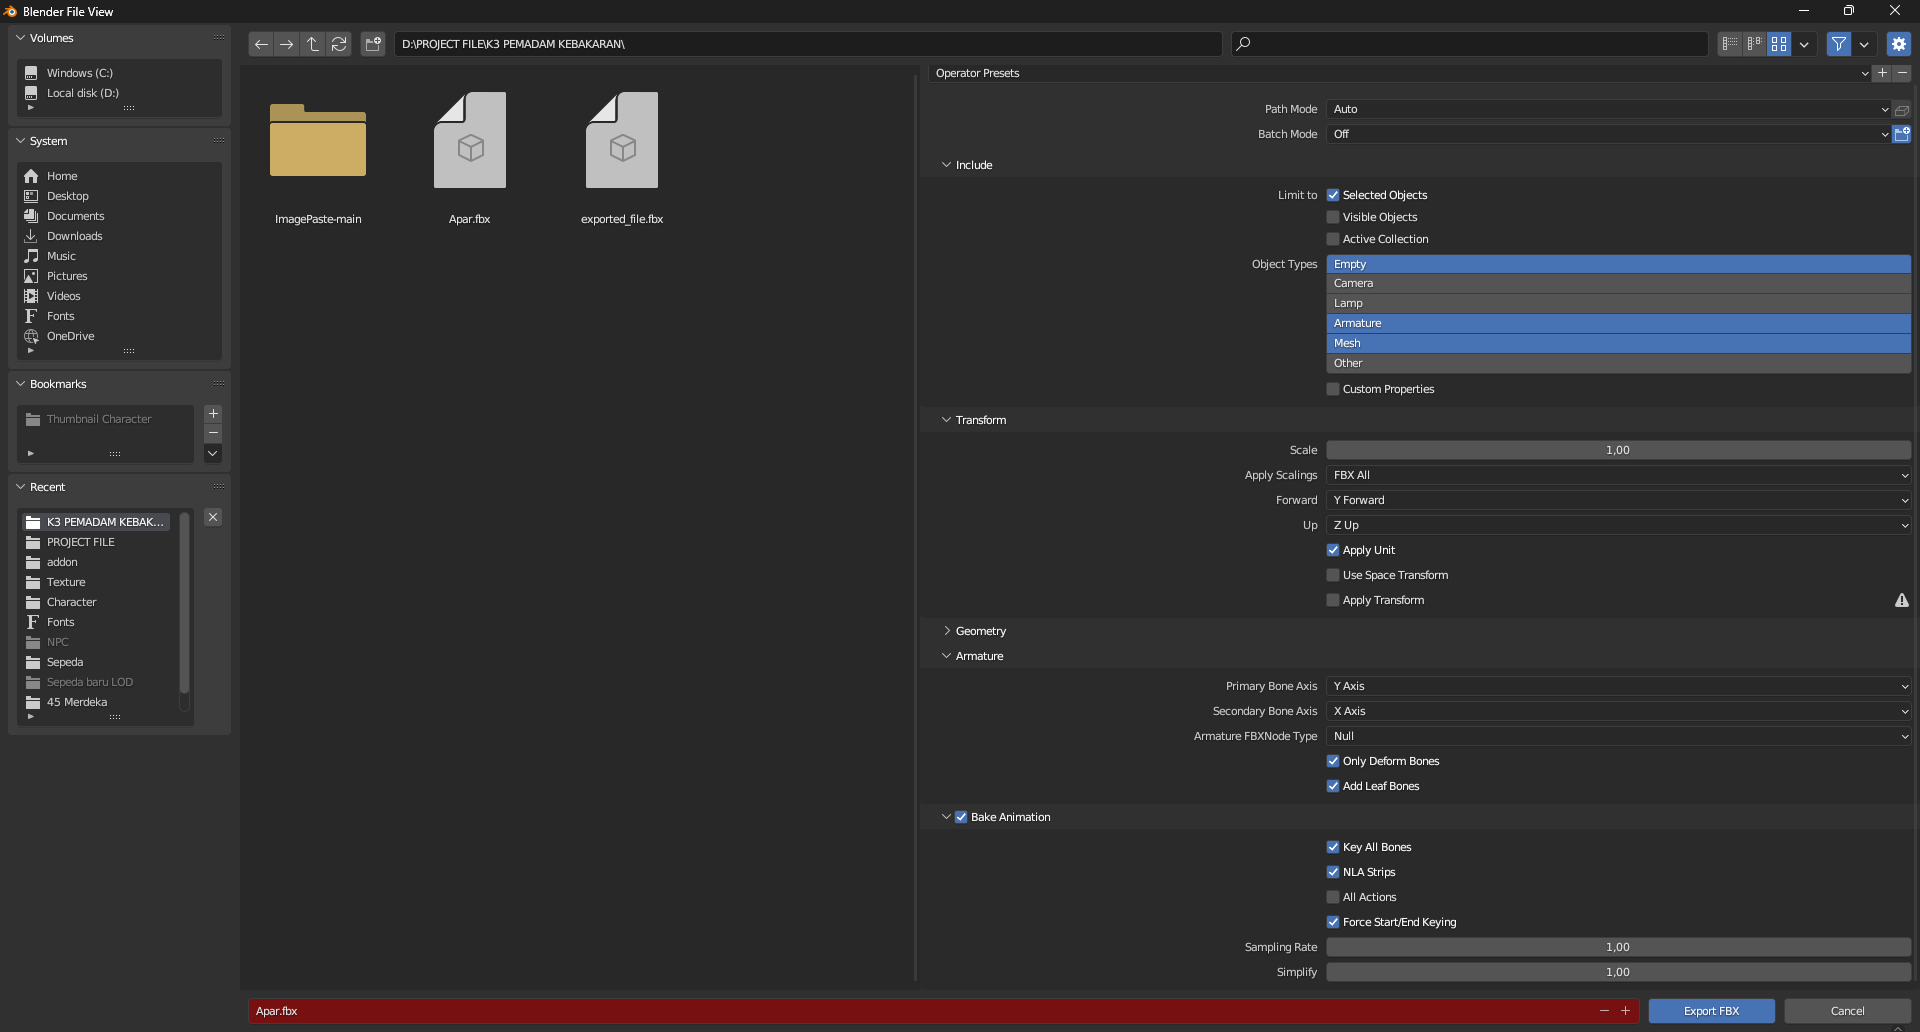 Blender File View
Volumes
Windows (C:)
Local disk (D:)
System
Home
Desktop
Documents
Downloads
Music
Pictures
Videos
Fonts
OneDrive
Bookmarks
Thumbnail Character
Recent
K3 PEMADAM KEBAK...
PROJECT FILE
addon
Texture
Character
Fonts
NPC
Sepeda
Sepeda baru LOD
45 Merdeka
D:\PROJECT FILE\K3 PEMADAM KEBAKARAN\
ImagePaste-main
Apar.fbx
exported_file.fbx
Operator Presets
Path Mode Auto
Batch Mode Off
Include
Limit to Selected Objects
Visible Objects
Active Collection
Object Types Empty
Camera
Lamp
Armature
Mesh
Other
Custom Properties
Transform
Scale 1,00
Apply Scalings FBX All
Forward Y Forward
Up Z Up
Apply Unit
Use Space Transform
Apply Transform
Geometry
Armature
Primary Bone Axis Y Axis
Secondary Bone Axis X Axis
Armature FBXNode Type Null
Only Deform Bones
Add Leaf Bones
Bake Animation
Key All Bones
NLA Strips
All Actions
Force Start/End Keying
Sampling Rate 1,00
Simplify 1,00
Apar.fbx
Export FBX
Cancel